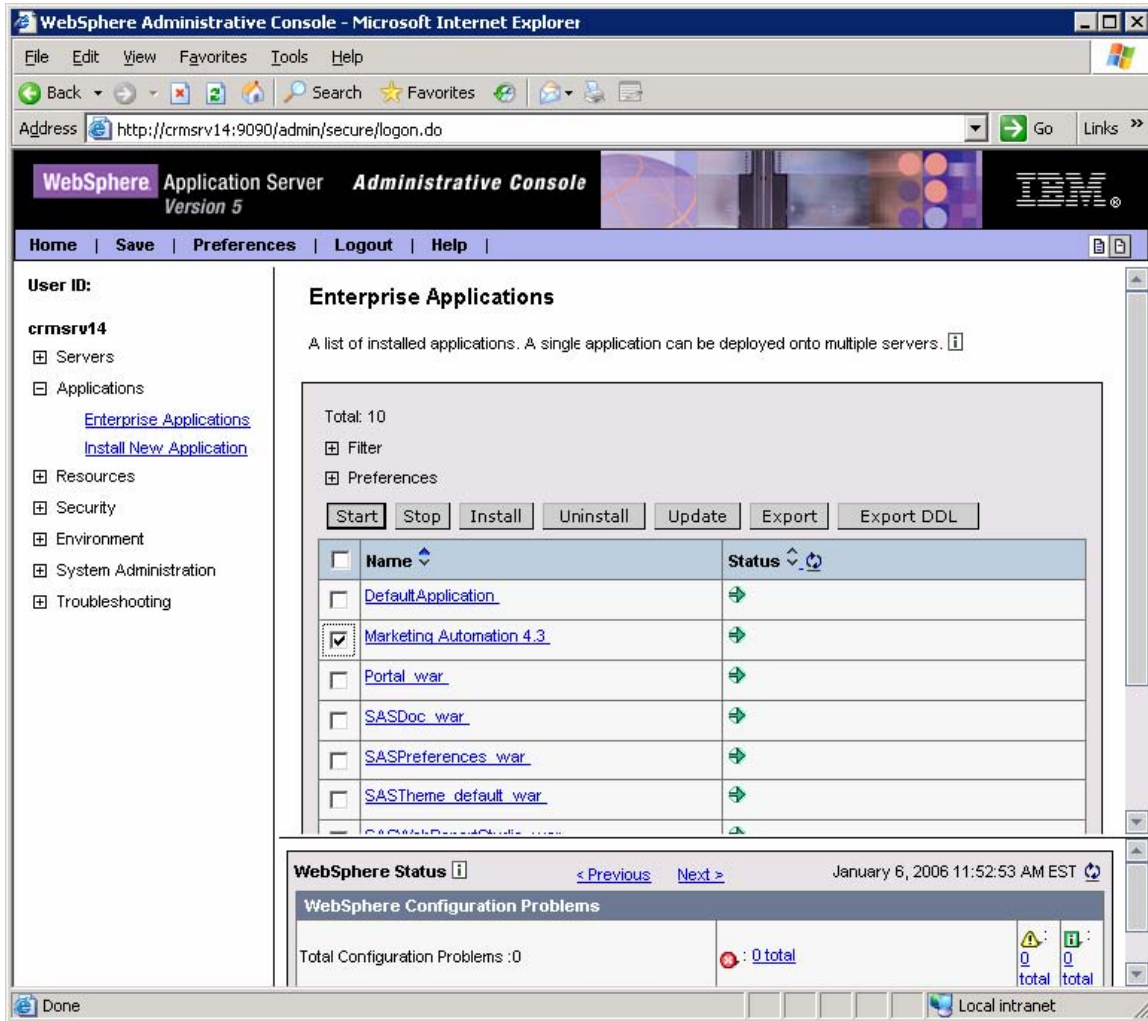 WebSphere Administrative Console - Microsoft Internet Explorer
File Edit View Favorites Tools Help
Back Search Favorites
Address http://crmsrv14:9090/admin/secure/logon.do Go Links »
WebSphere Application Server Administrative Console
Version 5
IBM®
Home | Save | Preferences | Logout | Help |
User ID:
crmsrv14
Servers
Applications
Enterprise Applications
Install New Application
Resources
Security
Environment
System Administration
Troubleshooting
Enterprise Applications
A list of installed applications. A single application can be deployed onto multiple servers. i
Total: 10
Filter
Preferences
Start Stop Install Uninstall Update Export Export DDL
Name Status
DefaultApplication
Marketing Automation 4.3
Portal_war
SASDoc_war
SASPreferences_war
SASTheme_default_war
SASWebReportStudio_war
WebSphere Status i < Previous Next > January 6, 2006 11:52:53 AM EST
WebSphere Configuration Problems
Total Configuration Problems :0 : 0 total : 0 total : 0 total
Done Local intranet